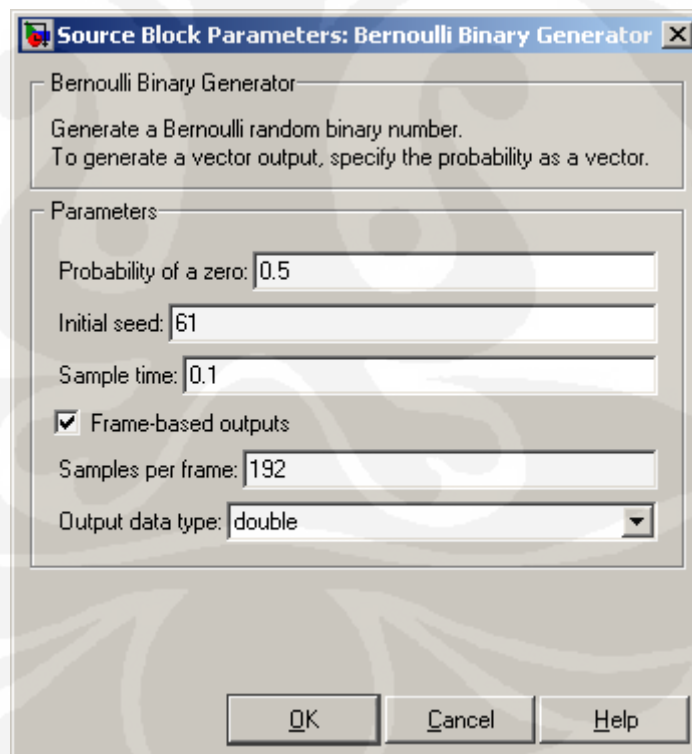 Source Block Parameters: Bernoulli Binary Generator
Bernoulli Binary Generator
Generate a Bernoulli random binary number.
To generate a vector output, specify the probability as a vector.
Parameters
Probability of a zero: 0.5
Initial seed: 61
Sample time: 0.1
Frame-based outputs
Samples per frame: 192
Output data type: double
OK Cancel Help